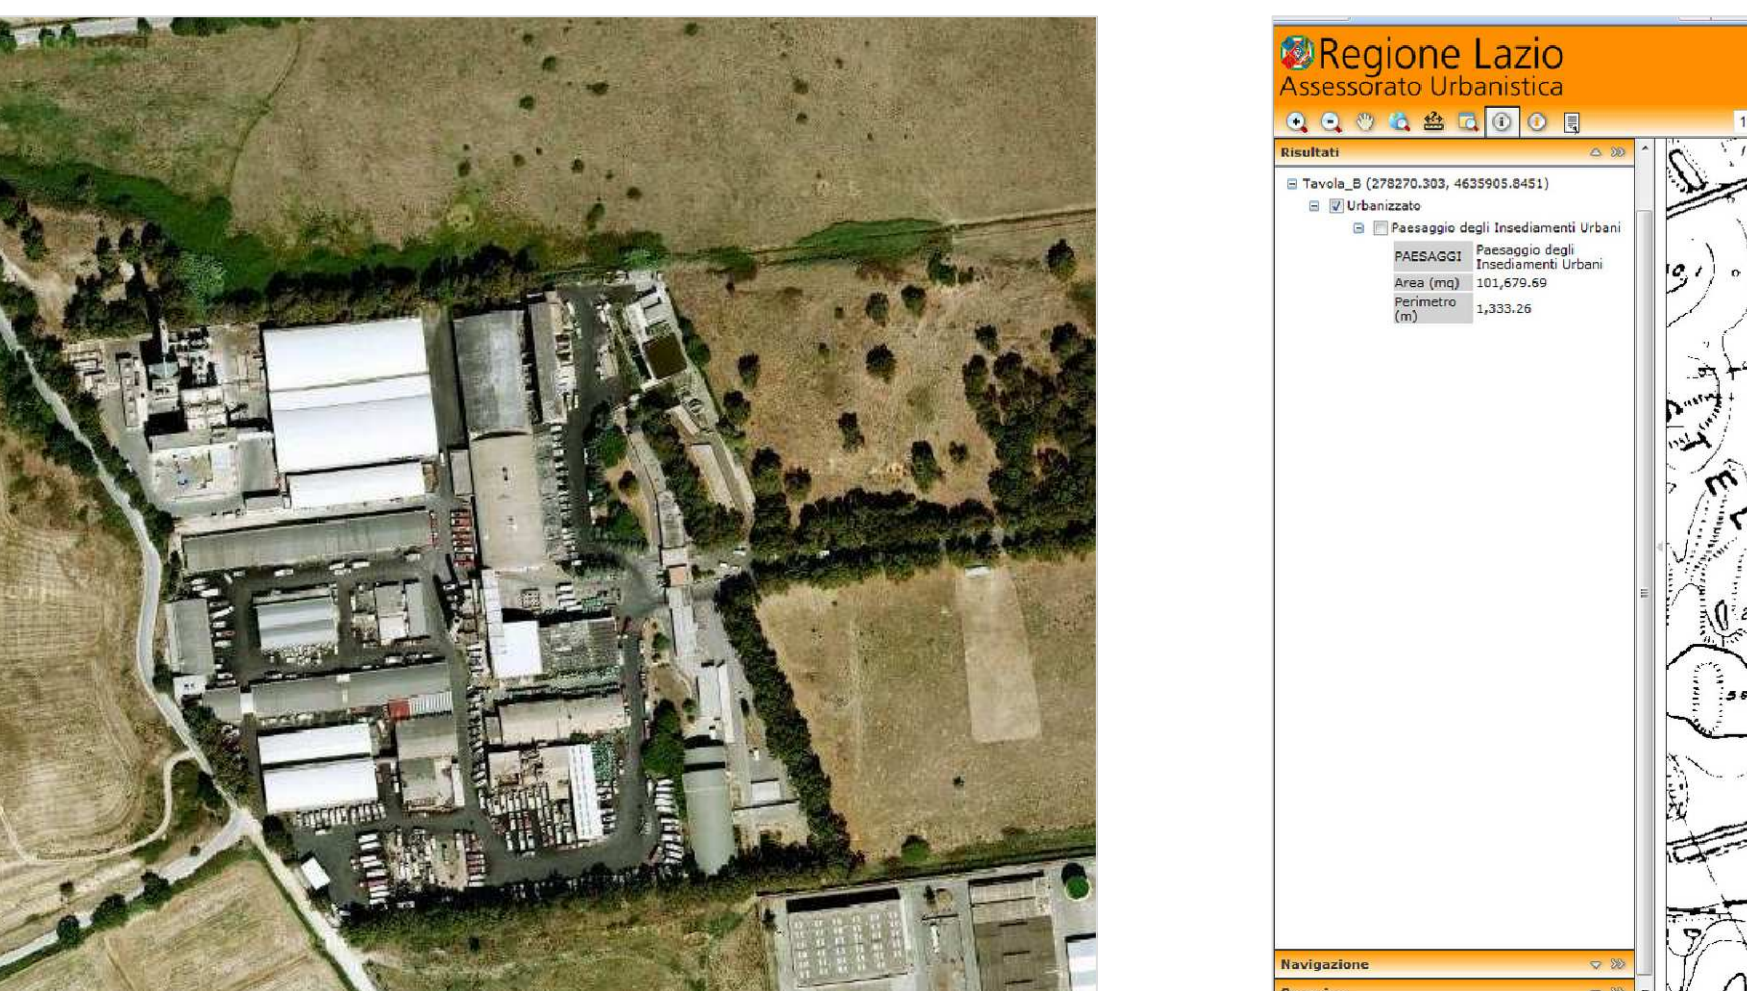 Regione Lazio
Assessorato Urbanistica
1
Risultati
Tavola_B (278270.303, 4635905.8451)
Urbanizzato
Paesaggio degli Insediamenti Urbani
PAESAGGI Paesaggio degli
Insediamenti Urbani
Area (mq) 101,679.69
Perimetro
(m) 1,333.26
Navigazione